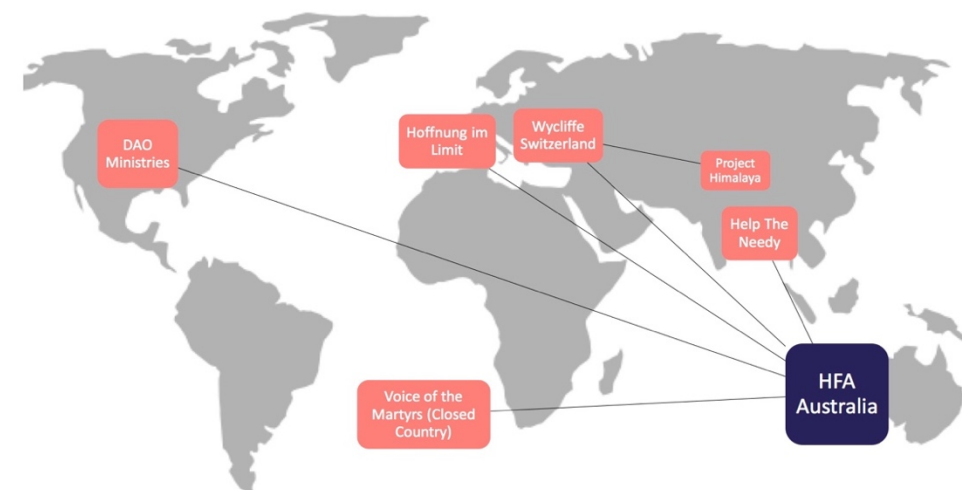 DAO
Ministries
Hoffnung im
Limit
Wycliffe
Switzerland
Project
Himalaya
Help The
Needy
HFA
Australia
Voice of the
Martyrs (Closed
Country)